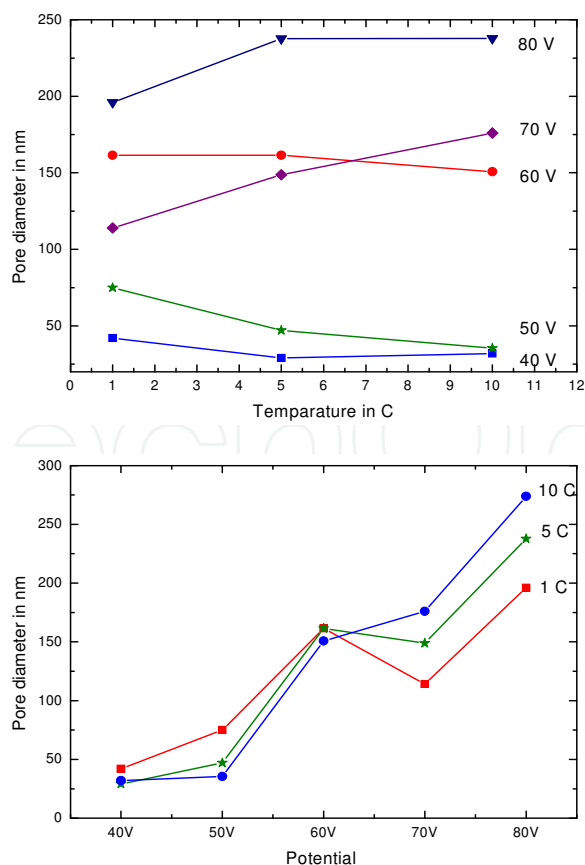 250
200
150
100
50
Pore diameter in nm
80 V
70 V
60 V
50 V
40 V
0 1 2 3 4 5 6 7 8 9 10 11 12
Temparature in C
300
250
200
150
100
50
0
Pore diameter in nm
10 C
5 C
1 C
40V 50V 60V 70V 80V
Potential